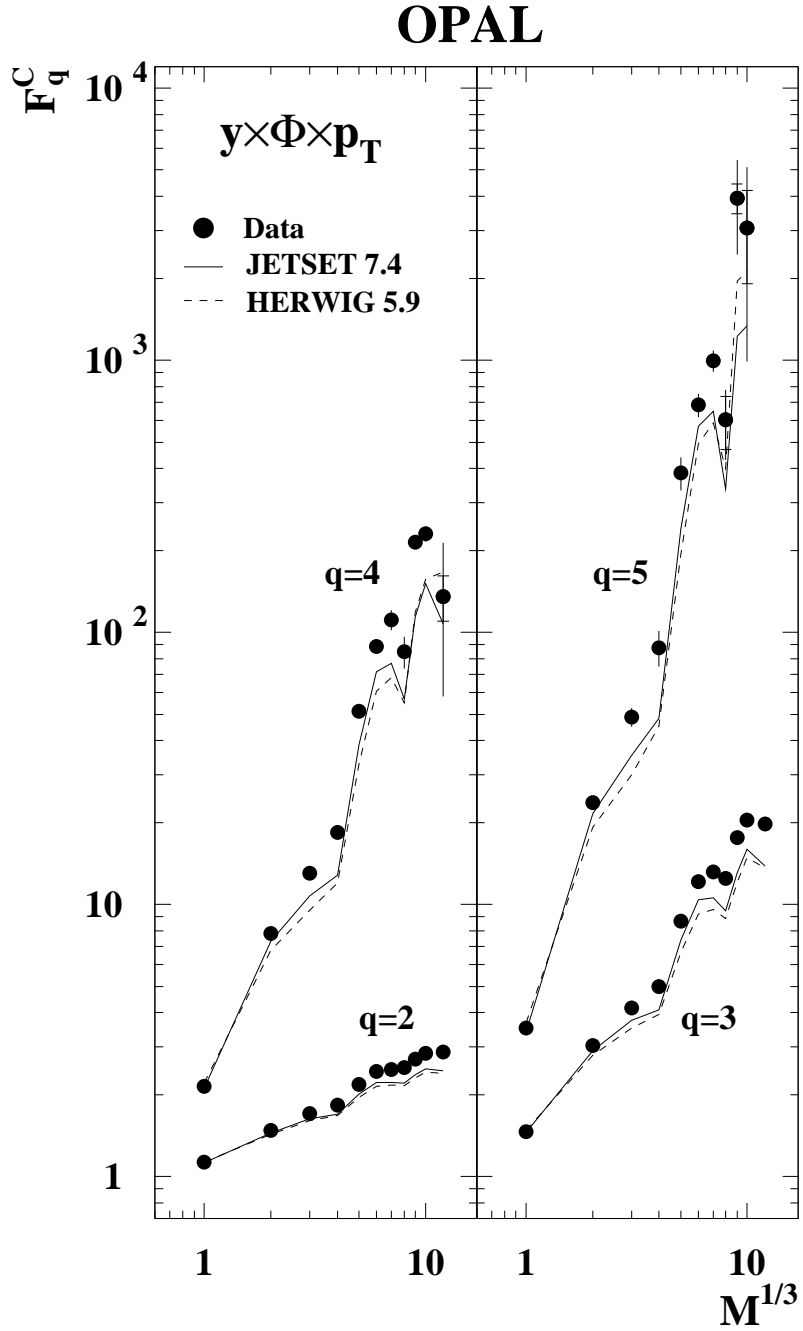 OPAL
F_q^C
10^4
10^3
10^2
10
1
y×Φ×p_T
Data
JETSET 7.4
HERWIG 5.9
q=4
q=2
q=5
q=3
1 10 1 10
M^{1/3}